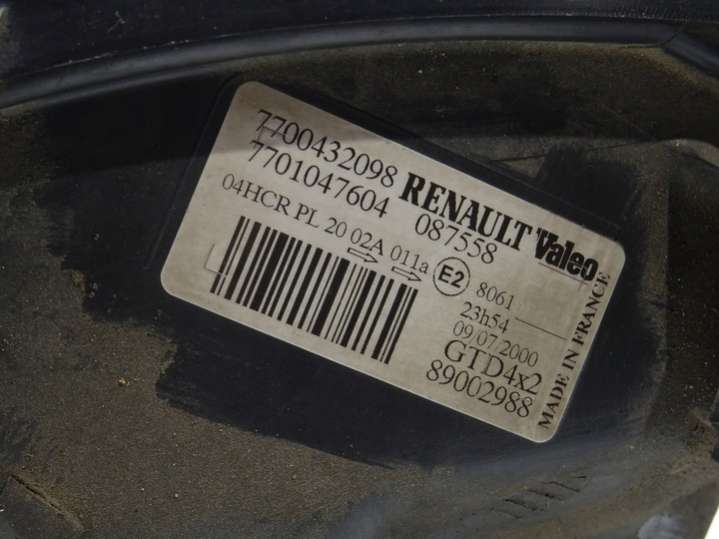 7700432098
7701047604
RENAULT Valeo
087558
04HCR PL 20 02A 011a E2 8061
23h54
09/07/2000
GTD4x2
89002988
MADE IN FRANCE